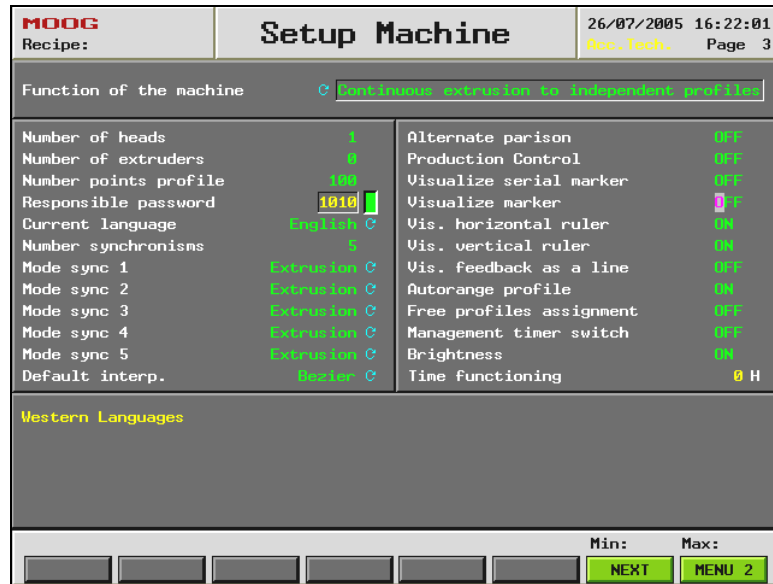 MOOG
Recipe:
Setup Machine
26/07/2005 16:22:01
Acc.Tech. Page 3
Function of the machine Continuous extrusion to independent profiles
Number of heads 1
Number of extruders 0
Number points profile 100
Responsible password 1010
Current language English
Number synchronisms 5
Mode sync 1 Extrusion
Mode sync 2 Extrusion
Mode sync 3 Extrusion
Mode sync 4 Extrusion
Mode sync 5 Extrusion
Default interp. Bezier
Alternate parison OFF
Production Control OFF
Visualize serial marker OFF
Visualize marker OFF
Vis. horizontal ruler ON
Vis. vertical ruler ON
Vis. feedback as a line OFF
Autorange profile ON
Free profiles assignment OFF
Management timer switch OFF
Brightness ON
Time functioning 0 H
Western Languages
Min: Max:
NEXT MENU 2